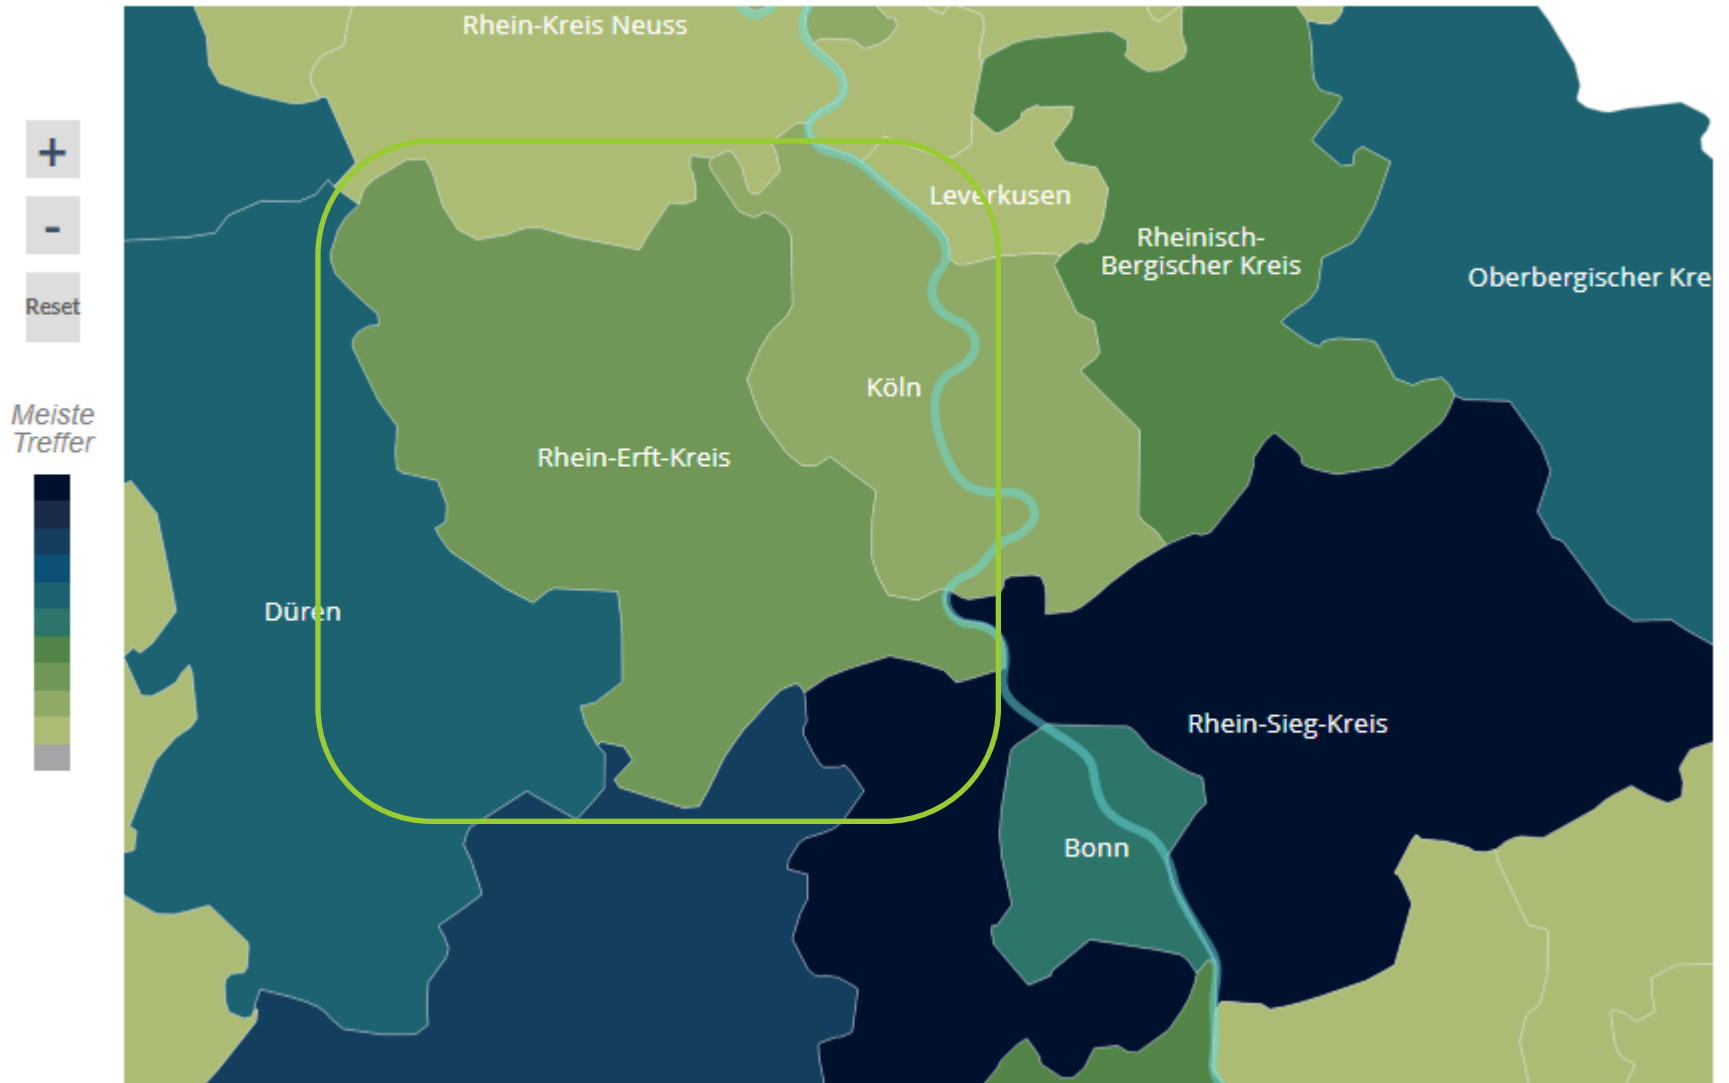 Rhein-Kreis Neuss
+
-
Reset
Leverkusen
Rheinisch-
Bergischer Kreis
Oberbergischer Kre
Köln
Meiste
Treffer
Rhein-Erft-Kreis
Düren
Rhein-Sieg-Kreis
Bonn